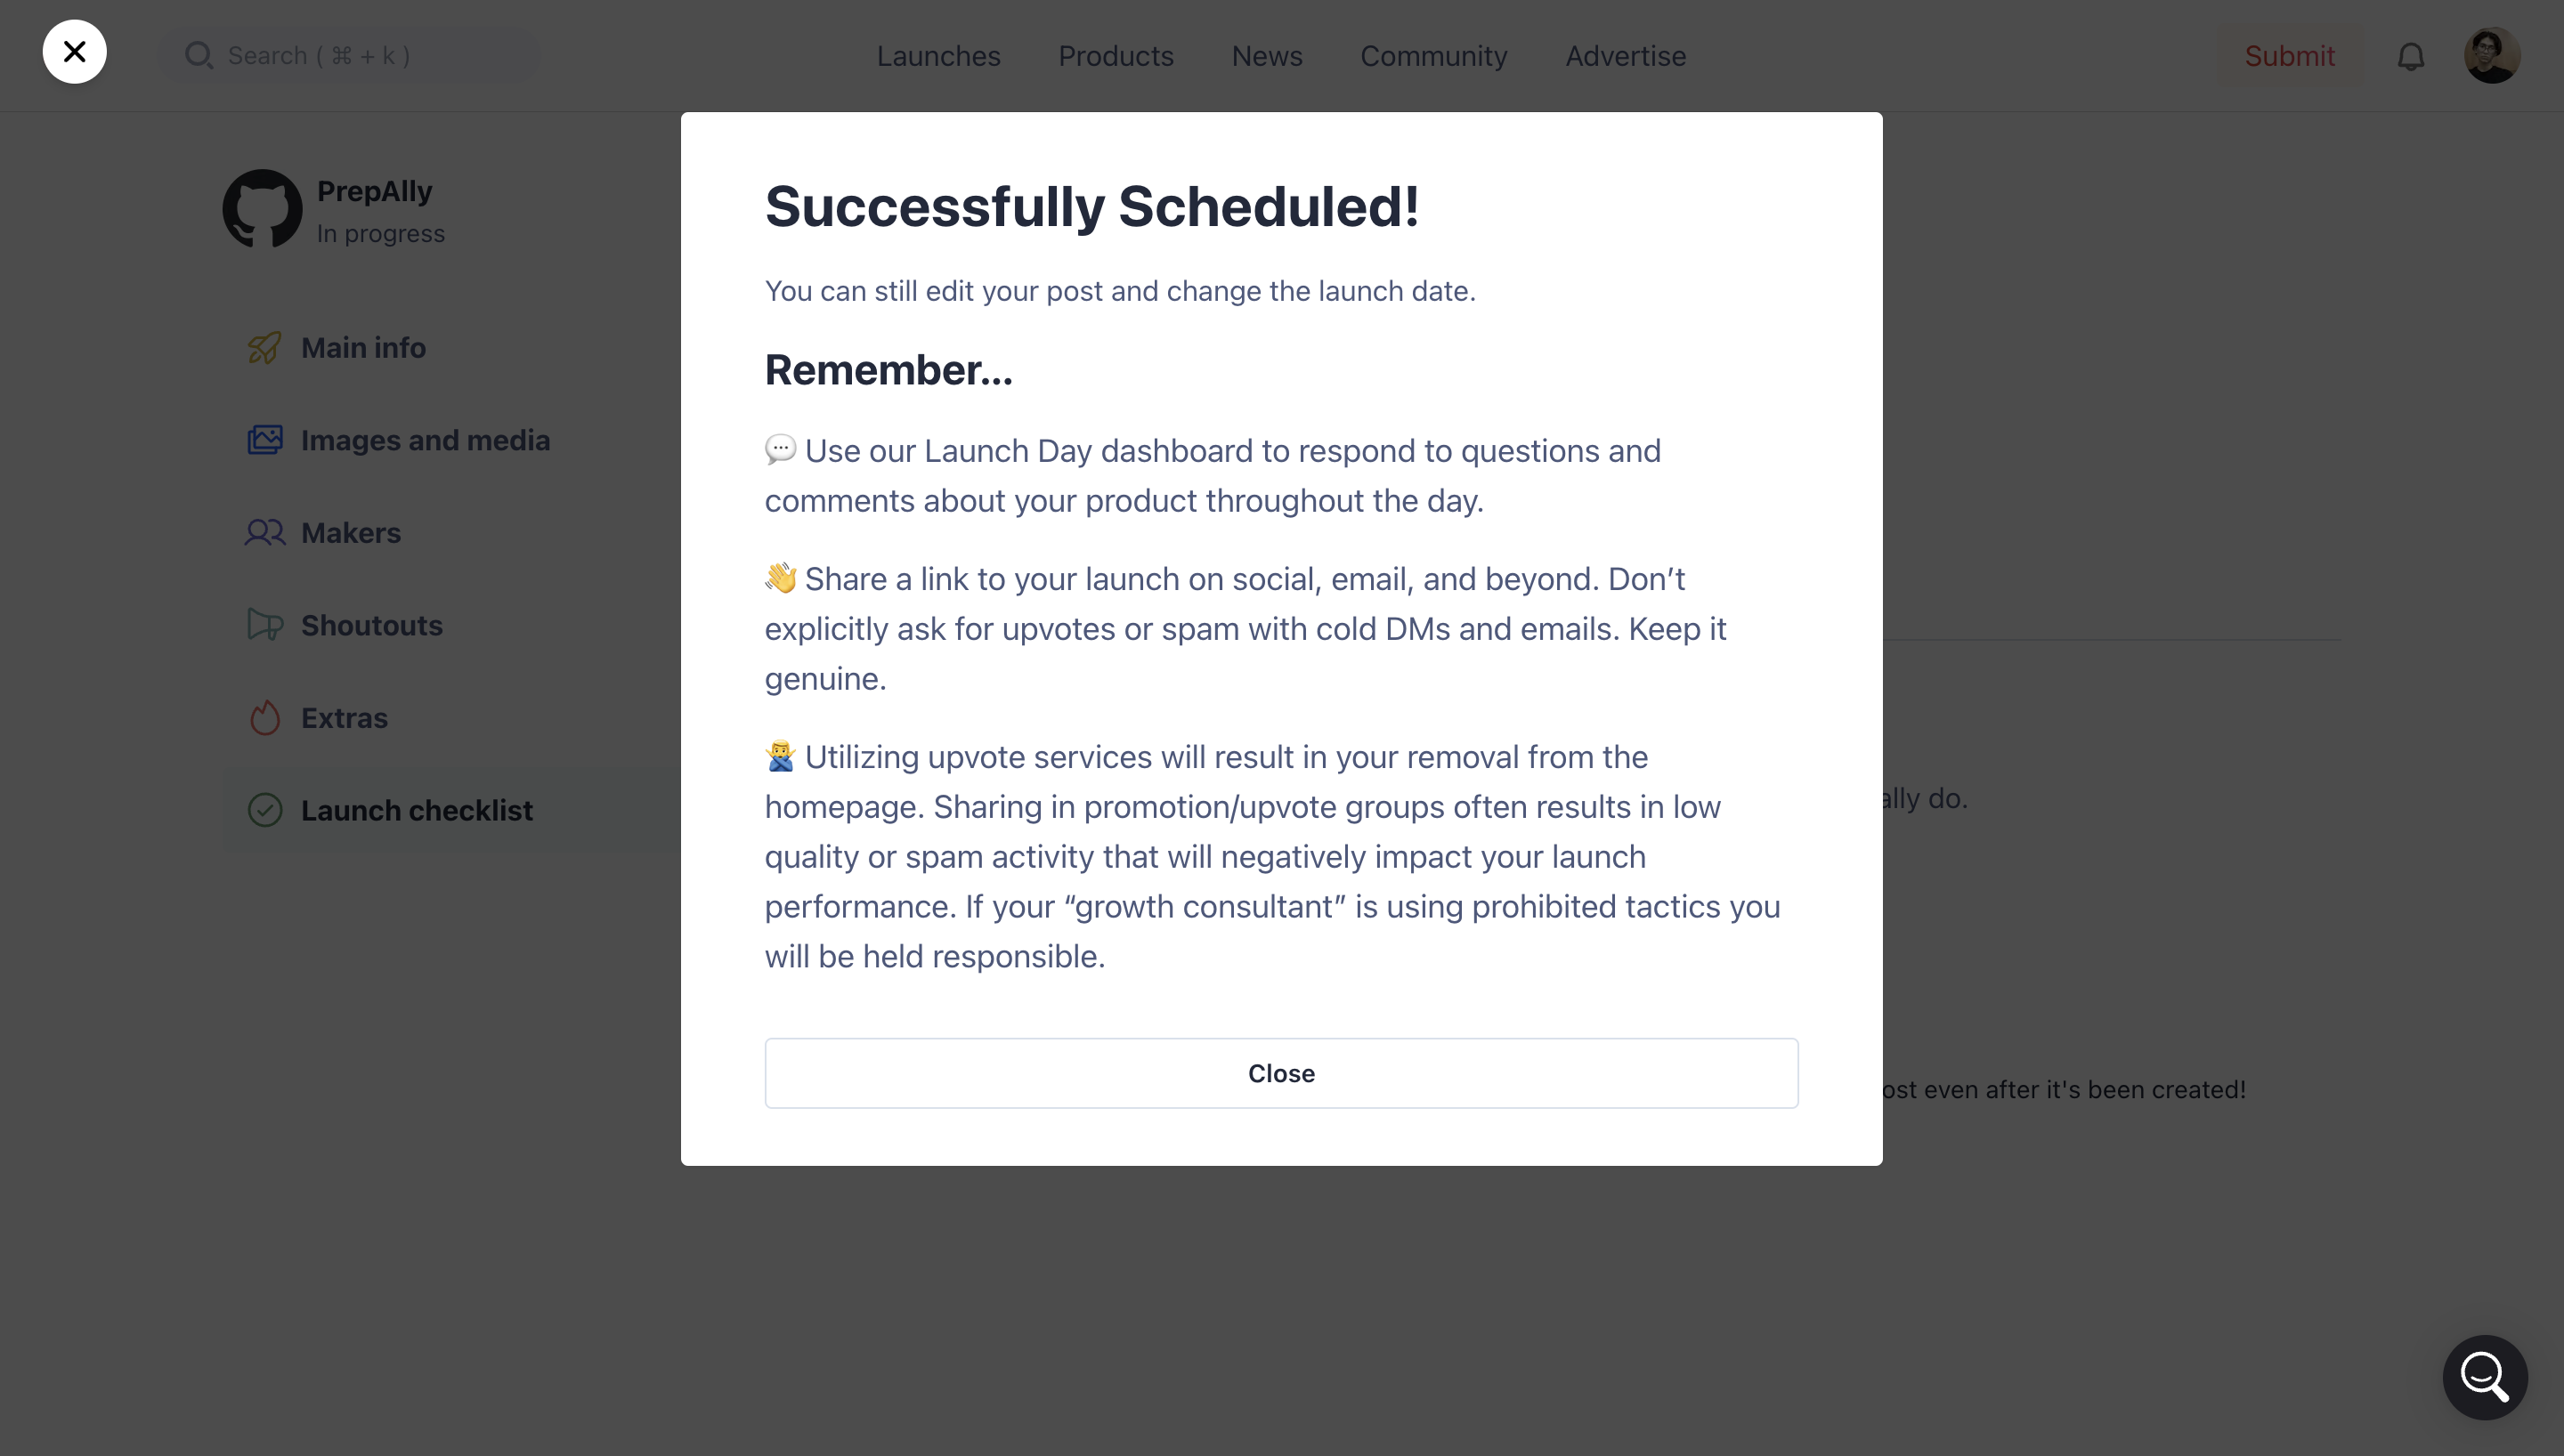 Search ( ⌘ + k )
Launches
Products
News
Community
Advertise
Submit
PrepAlly
In progress
Main info
Images and media
Makers
Shoutouts
Extras
Launch checklist
Successfully Scheduled!
You can still edit your post and change the launch date.
Remember...
💬 Use our Launch Day dashboard to respond to questions and
comments about your product throughout the day.
👋 Share a link to your launch on social, email, and beyond. Don’t
explicitly ask for upvotes or spam with cold DMs and emails. Keep it
genuine.
🙅‍♂️ Utilizing upvote services will result in your removal from the
homepage. Sharing in promotion/upvote groups often results in low
quality or spam activity that will negatively impact your launch
performance. If your “growth consultant” is using prohibited tactics you
will be held responsible.
Close
ally do.
ost even after it's been created!